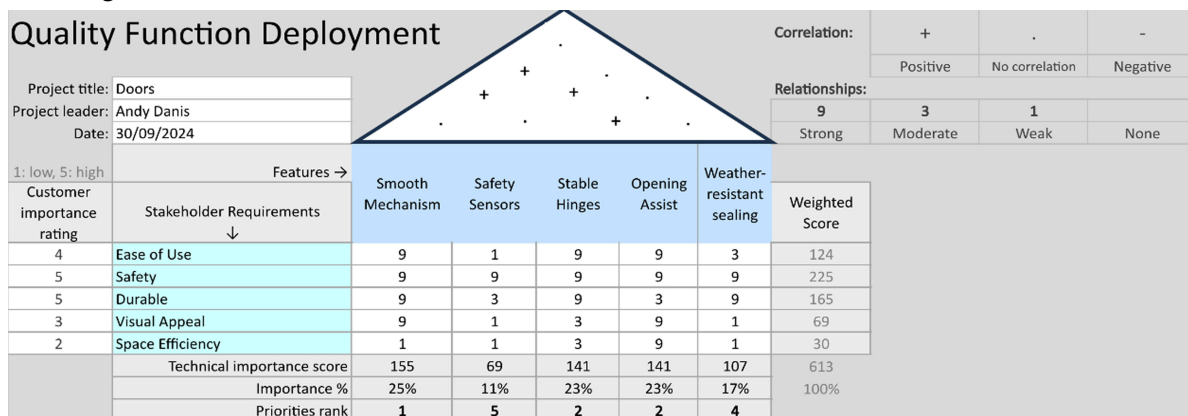 Quality Function Deployment
Correlation: + . -
Positive No correlation Negative
Project title: Doors
Project leader: Andy Danis
Date: 30/09/2024
Relationships:
9 3 1
Strong Moderate Weak None
.
+ .
+ + .
. . + .
1: low, 5: high Features →
Customer importance rating
Stakeholder Requirements ↓
Smooth Mechanism
Safety Sensors
Stable Hinges
Opening Assist
Weather-resistant sealing
Weighted Score
4 Ease of Use 9 1 9 9 3 124
5 Safety 9 9 9 9 9 225
5 Durable 9 3 9 3 9 165
3 Visual Appeal 9 1 3 9 1 69
2 Space Efficiency 1 1 3 9 1 30
Technical importance score 155 69 141 141 107 613
Importance % 25% 11% 23% 23% 17% 100%
Priorities rank 1 5 2 2 4